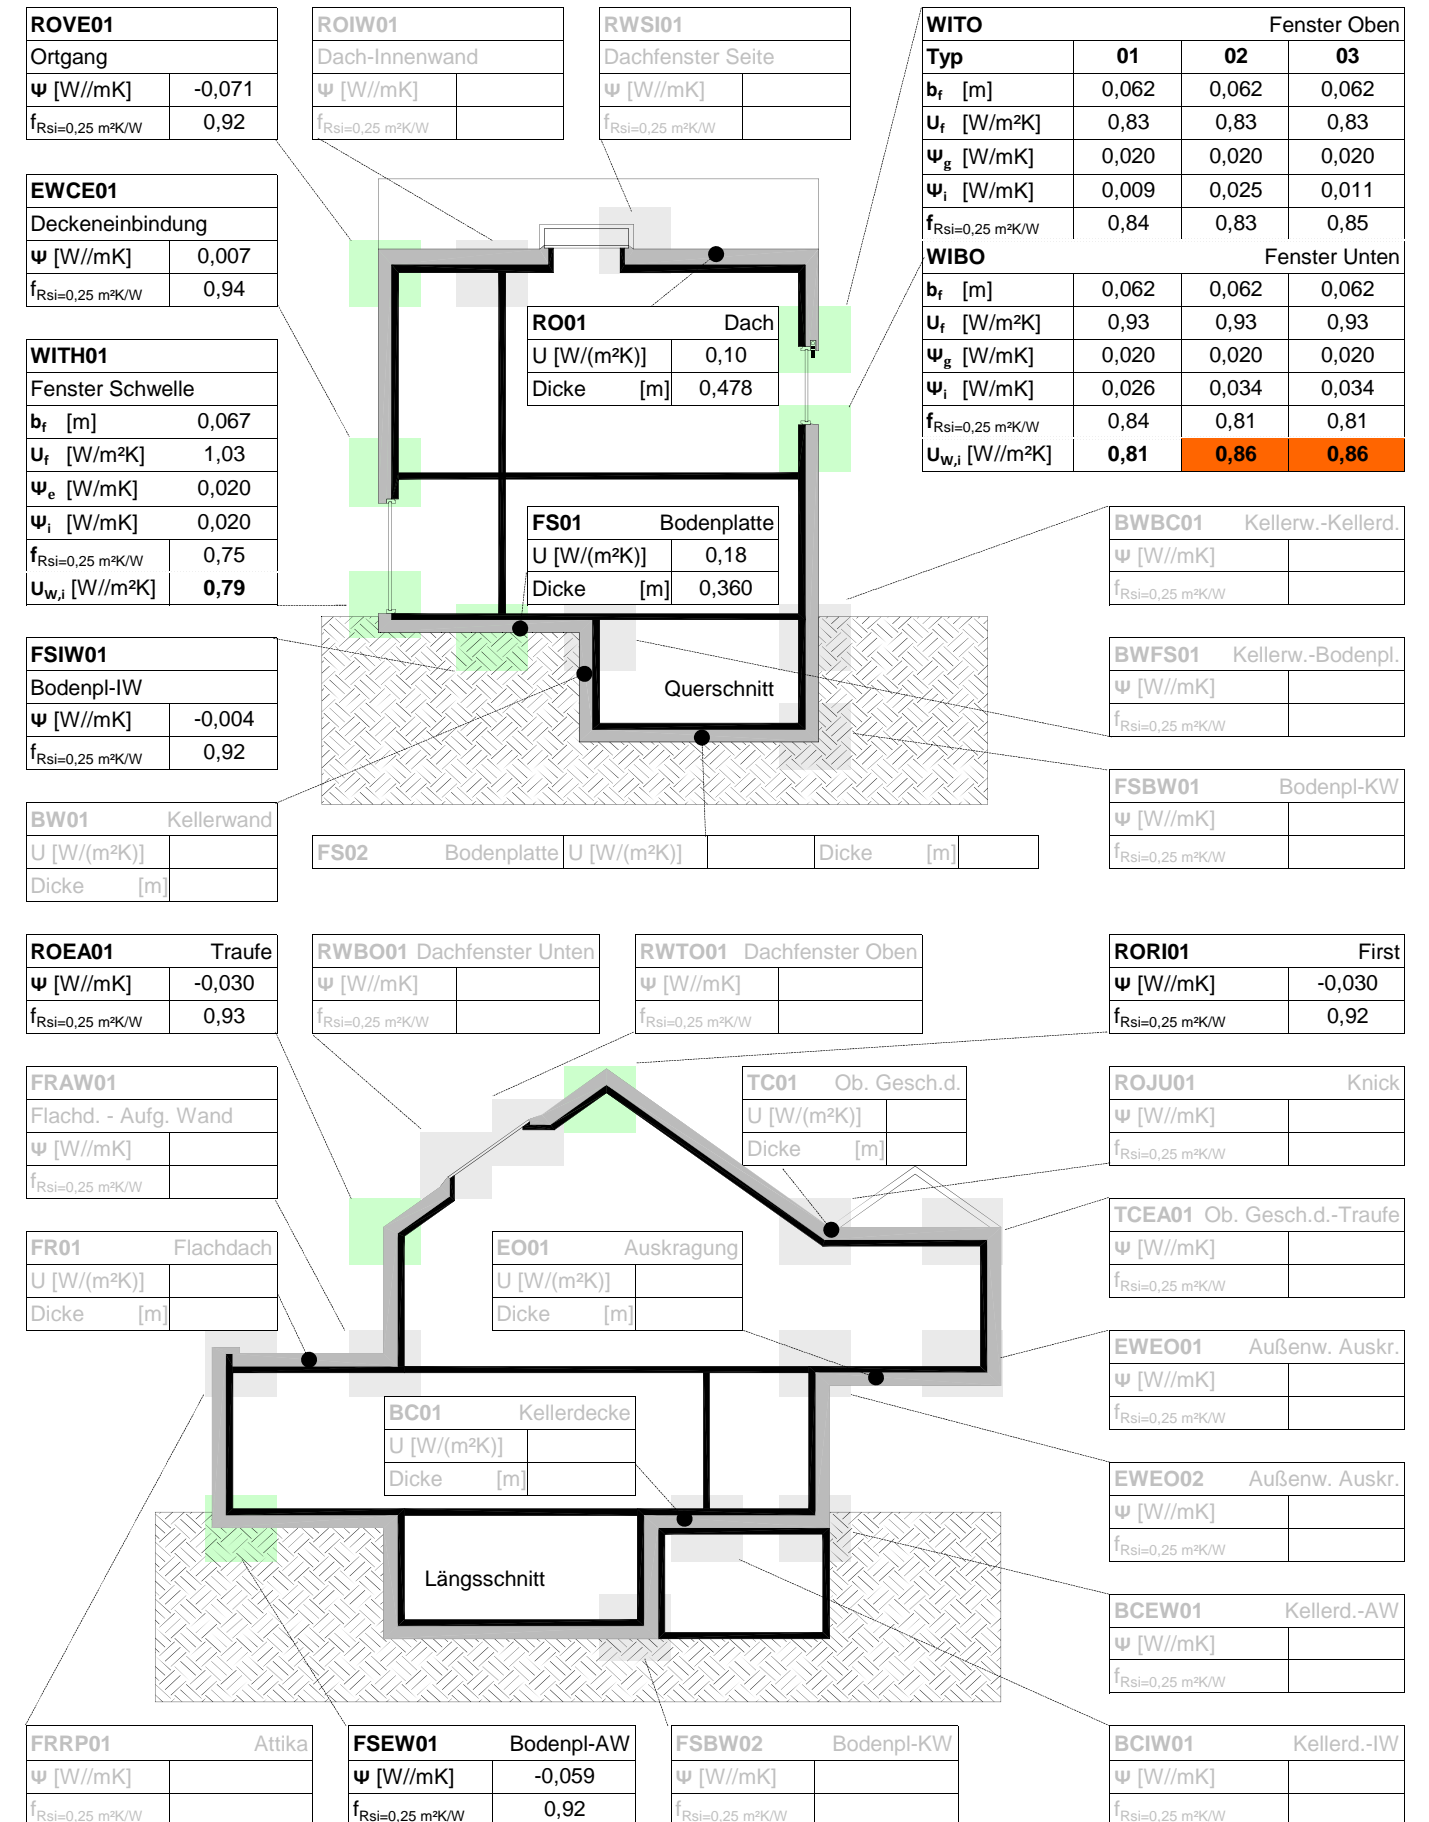 ROVE01
Ortgang
Ψ [W//mK] -0,071
fRsi=0,25 m²K/W 0,92
ROIW01
Dach-Innenwand
Ψ [W//mK]
fRsi=0,25 m²K/W
RWSI01
Dachfenster Seite
Ψ [W//mK]
fRsi=0,25 m²K/W
WITO Fenster Oben
Typ 01 02 03
bf [m] 0,062 0,062 0,062
Uf [W/m²K] 0,83 0,83 0,83
Ψg [W/mK] 0,020 0,020 0,020
Ψi [W/mK] 0,009 0,025 0,011
fRsi=0,25 m²K/W 0,84 0,83 0,85
WIBO Fenster Unten
bf [m] 0,062 0,062 0,062
Uf [W/m²K] 0,93 0,93 0,93
Ψg [W/mK] 0,020 0,020 0,020
Ψi [W/mK] 0,026 0,034 0,034
fRsi=0,25 m²K/W 0,84 0,81 0,81
UW,i [W//m²K] 0,81 0,86 0,86
EWCE01
Deckeneinbindung
Ψ [W//mK] 0,007
fRsi=0,25 m²K/W 0,94
RO01 Dach
U [W/(m²K)] 0,10
Dicke [m] 0,478
WITH01
Fenster Schwelle
bf [m] 0,067
Uf [W/m²K] 1,03
Ψe [W/mK] 0,020
Ψi [W/mK] 0,020
fRsi=0,25 m²K/W 0,75
UW,i [W//m²K] 0,79
FS01 Bodenplatte
U [W/(m²K)] 0,18
Dicke [m] 0,360
BWBC01 Kellerw.-Kellerd.
Ψ [W//mK]
fRsi=0,25 m²K/W
FSIW01
Bodenpl-IW
Ψ [W//mK] -0,004
fRsi=0,25 m²K/W 0,92
Querschnitt
BWFS01 Kellerw.-Bodenpl.
Ψ [W//mK]
fRsi=0,25 m²K/W
FSBW01 Bodenpl-KW
Ψ [W//mK]
fRsi=0,25 m²K/W
BW01 Kellerwand
U [W/(m²K)]
Dicke [m]
FS02 Bodenplatte U [W/(m²K)] Dicke [m]
ROEA01 Traufe
Ψ [W//mK] -0,030
fRsi=0,25 m²K/W 0,93
RWBO01 Dachfenster Unten
Ψ [W//mK]
fRsi=0,25 m²K/W
RWTO01 Dachfenster Oben
Ψ [W//mK]
fRsi=0,25 m²K/W
RORI01 First
Ψ [W//mK] -0,030
fRsi=0,25 m²K/W 0,92
FRAW01
Flachd. - Aufg. Wand
Ψ [W//mK]
fRsi=0,25 m²K/W
TC01 Ob. Gesch.d.
U [W/(m²K)]
Dicke [m]
ROJU01 Knick
Ψ [W//mK]
fRsi=0,25 m²K/W
TCEA01 Ob. Gesch.d.-Traufe
Ψ [W//mK]
fRsi=0,25 m²K/W
FR01 Flachdach
U [W/(m²K)]
Dicke [m]
EO01 Auskragung
U [W/(m²K)]
Dicke [m]
EWEO01 Außenw. Auskr.
Ψ [W//mK]
fRsi=0,25 m²K/W
BC01 Kellerdecke
U [W/(m²K)]
Dicke [m]
EWEO02 Außenw. Auskr.
Ψ [W//mK]
fRsi=0,25 m²K/W
Längsschnitt
BCEW01 Kellerd.-AW
Ψ [W//mK]
fRsi=0,25 m²K/W
FRRP01 Attika
Ψ [W//mK]
fRsi=0,25 m²K/W
FSEW01 Bodenpl-AW
Ψ [W//mK] -0,059
fRsi=0,25 m²K/W 0,92
FSBW02 Bodenpl-KW
Ψ [W//mK]
fRsi=0,25 m²K/W
BCIW01 Kellerd.-IW
Ψ [W//mK]
fRsi=0,25 m²K/W